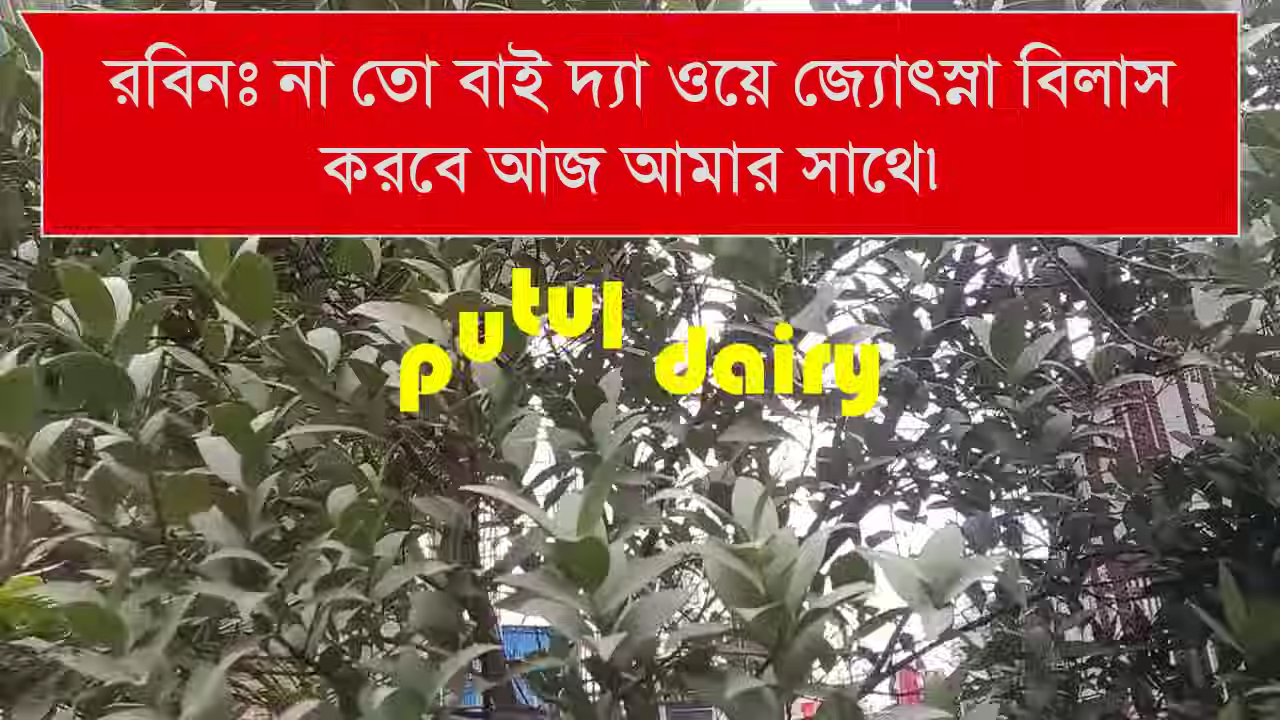 রবিনঃ না তো বাই দ্যা ওয়ে জ্যোৎস্না বিলাস
করবে আজ আমার সাথে৷
putul dairy